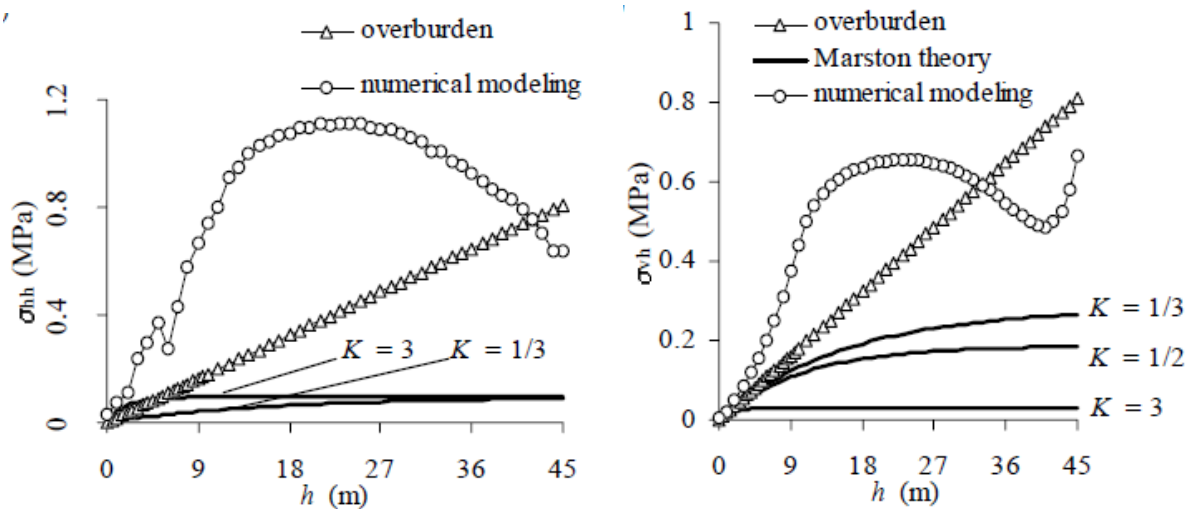 overburden
numerical modeling
1.2
0.8
0.4
0
σhh (MPa)
K = 3
K = 1/3
0 9 18 27 36 45
h (m)
overburden
Marston theory
numerical modeling
1
0.8
0.6
0.4
0.2
0
σvh (MPa)
K = 1/3
K = 1/2
K = 3
0 9 18 27 36 45
h (m)